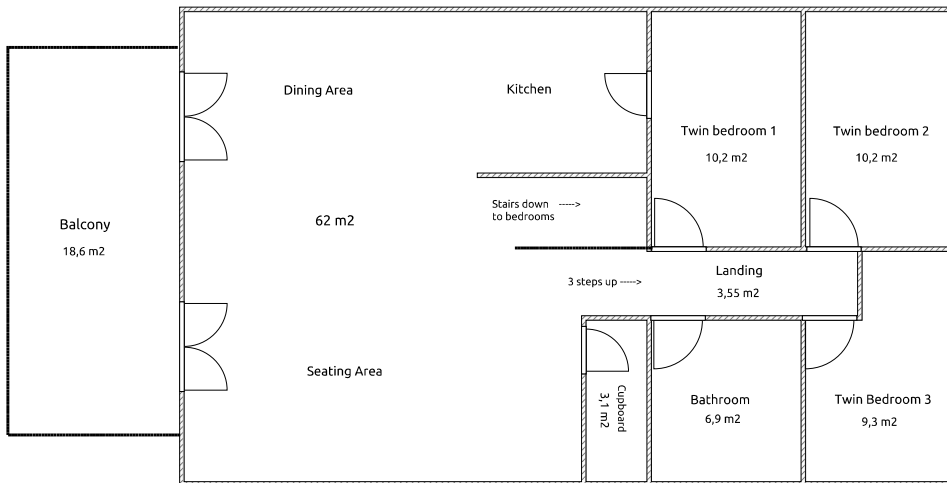 Dining Area
Kitchen
Twin bedroom 1
10,2 m2
Twin bedroom 2
10,2 m2
Balcony
18,6 m2
62 m2
Stairs down ---->
to bedrooms
Landing
3,55 m2
3 steps up ---->
Seating Area
Cupboard
3,1 m2
Bathroom
6,9 m2
Twin Bedroom 3
9,3 m2